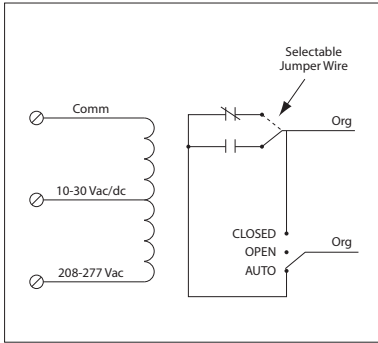 Selectable
Jumper Wire
Comm
Org
10-30 Vac/dc
CLOSED
OPEN
Org
AUTO
208-277 Vac